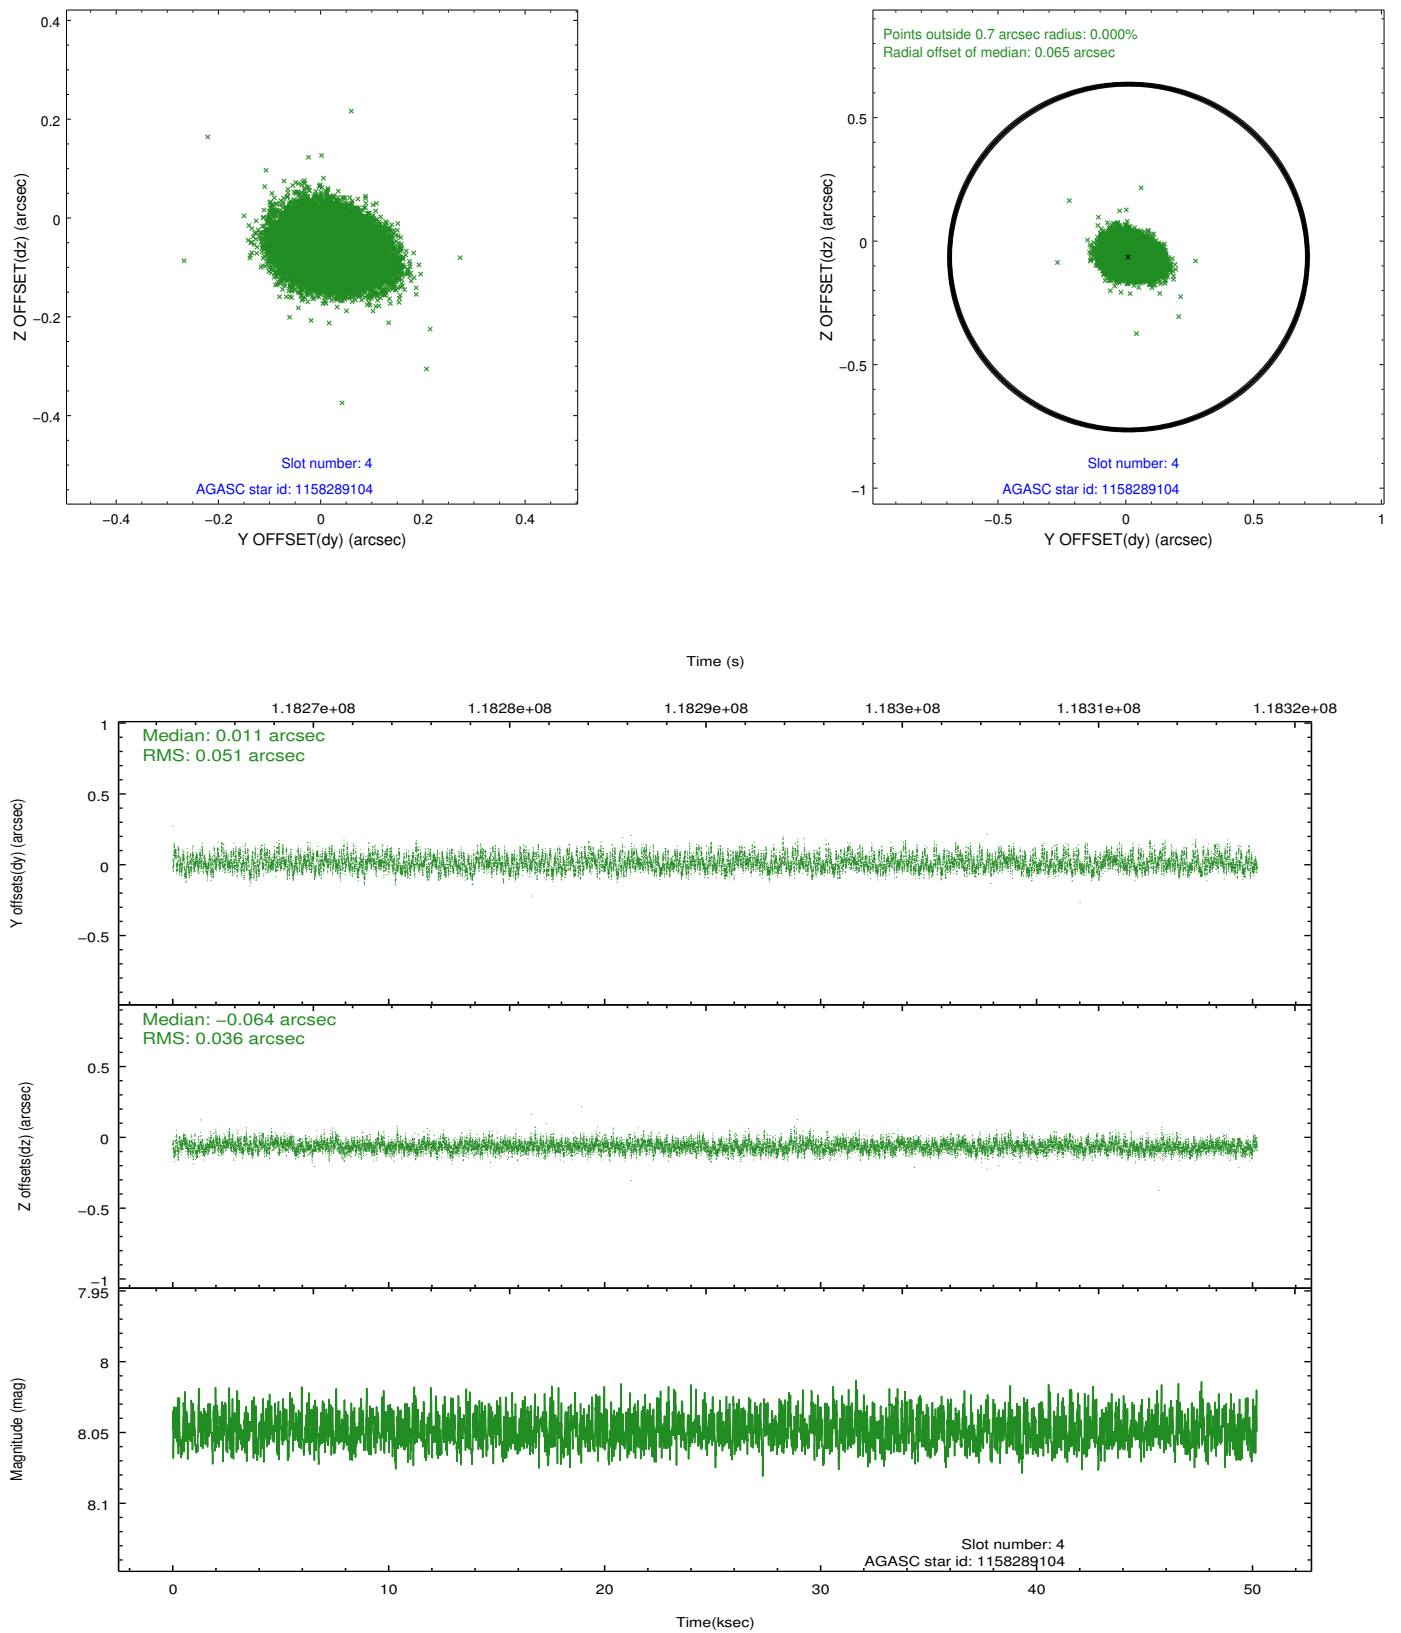 0.4
0.2
0
−0.2
−0.4
Z OFFSET(dz) (arcsec)
Slot number: 4
AGASC star id: 1158289104
−0.4 −0.2 0 0.2 0.4
Y OFFSET(dy) (arcsec)
Points outside 0.7 arcsec radius: 0.000%
Radial offset of median: 0.065 arcsec
0.5
0
−0.5
−1
Z OFFSET(dz) (arcsec)
Slot number: 4
AGASC star id: 1158289104
−0.5 0 0.5 1
Y OFFSET(dy) (arcsec)
Time (s)
1.1827e+08 1.1828e+08 1.1829e+08 1.183e+08 1.1831e+08 1.1832e+08
Median: 0.011 arcsec
RMS: 0.051 arcsec
1
0.5
0
−0.5
Y offsets(dy) (arcsec)
Median: −0.064 arcsec
RMS: 0.036 arcsec
0.5
0
−0.5
−1
Z offsets(dz) (arcsec)
7.95
8
8.05
8.1
Magnitude (mag)
Slot number: 4
AGASC star id: 1158289104
0 10 20 30 40 50
Time(ksec)